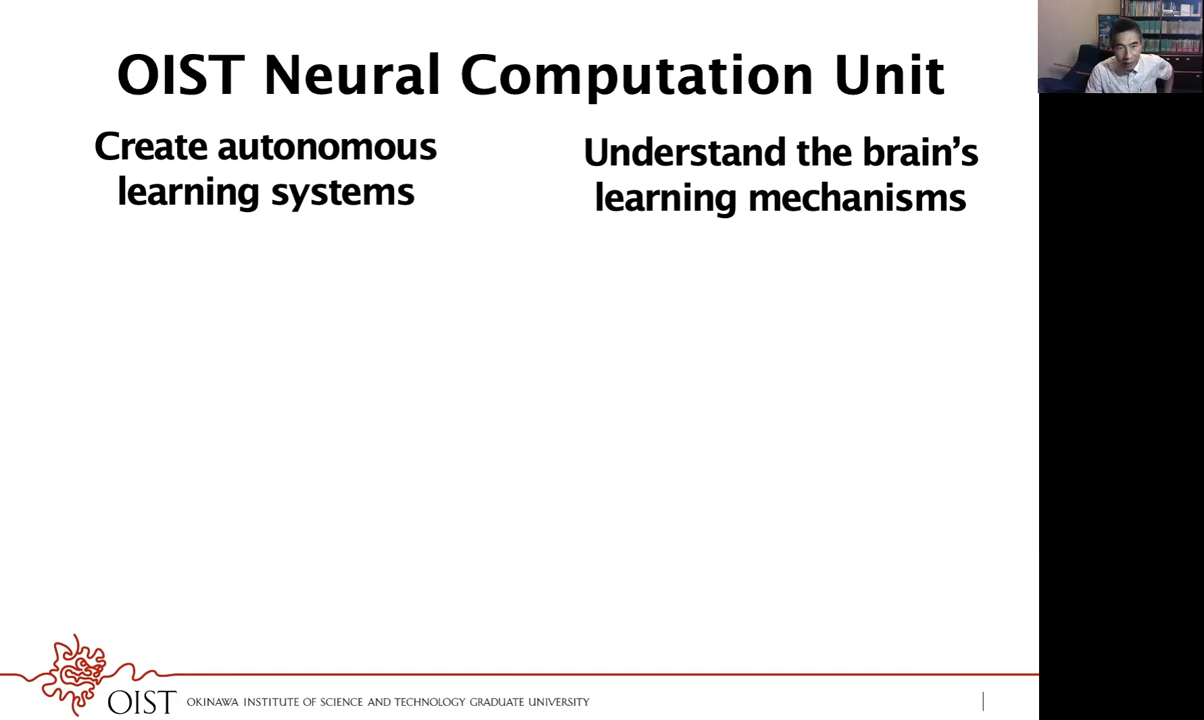 OIST Neural Computation Unit
Create autonomous
learning systems
Understand the brain's
learning mechanisms
OIST OKINAWA INSTITUTE OF SCIENCE AND TECHNOLOGY GRADUATE UNIVERSITY